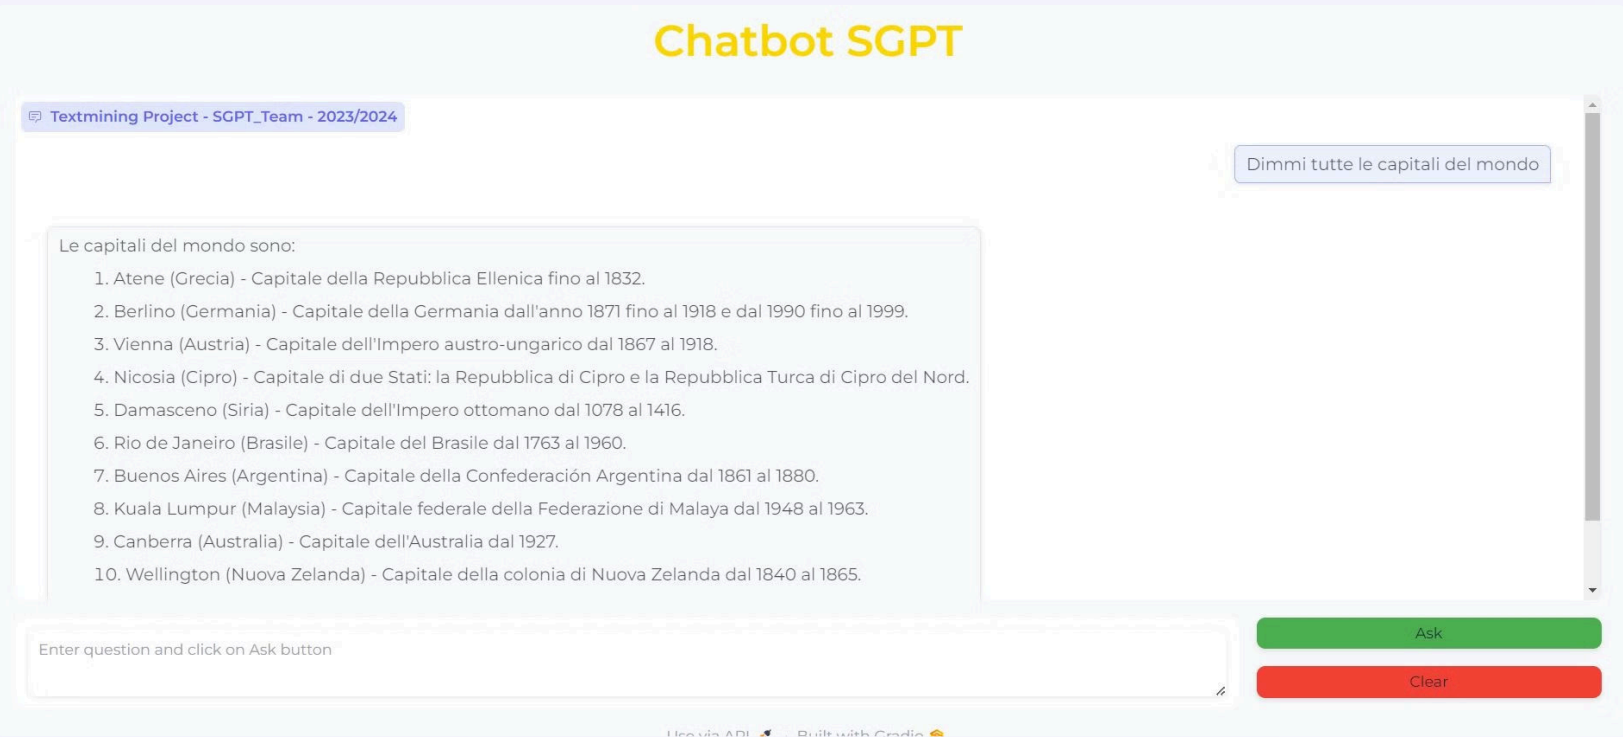 Chatbot SGPT
Textmining Project - SGPT_Team - 2023/2024
Dimmi tutte le capitali del mondo
Le capitali del mondo sono:
1. Atene (Grecia) - Capitale della Repubblica Ellenica fino al 1832.
2. Berlino (Germania) - Capitale della Germania dall'anno 1871 fino al 1918 e dal 1990 fino al 1999.
3. Vienna (Austria) - Capitale dell'Impero austro-ungarico dal 1867 al 1918.
4. Nicosia (Cipro) - Capitale di due Stati: la Repubblica di Cipro e la Repubblica Turca di Cipro del Nord.
5. Damasceno (Siria) - Capitale dell'Impero ottomano dal 1078 al 1416.
6. Rio de Janeiro (Brasile) - Capitale del Brasile dal 1763 al 1960.
7. Buenos Aires (Argentina) - Capitale della Confederación Argentina dal 1861 al 1880.
8. Kuala Lumpur (Malaysia) - Capitale federale della Federazione di Malaya dal 1948 al 1963.
9. Canberra (Australia) - Capitale dell'Australia dal 1927.
10. Wellington (Nuova Zelanda) - Capitale della colonia di Nuova Zelanda dal 1840 al 1865.
Enter question and click on Ask button
Ask
Clear
Use via API
Built with Gradio